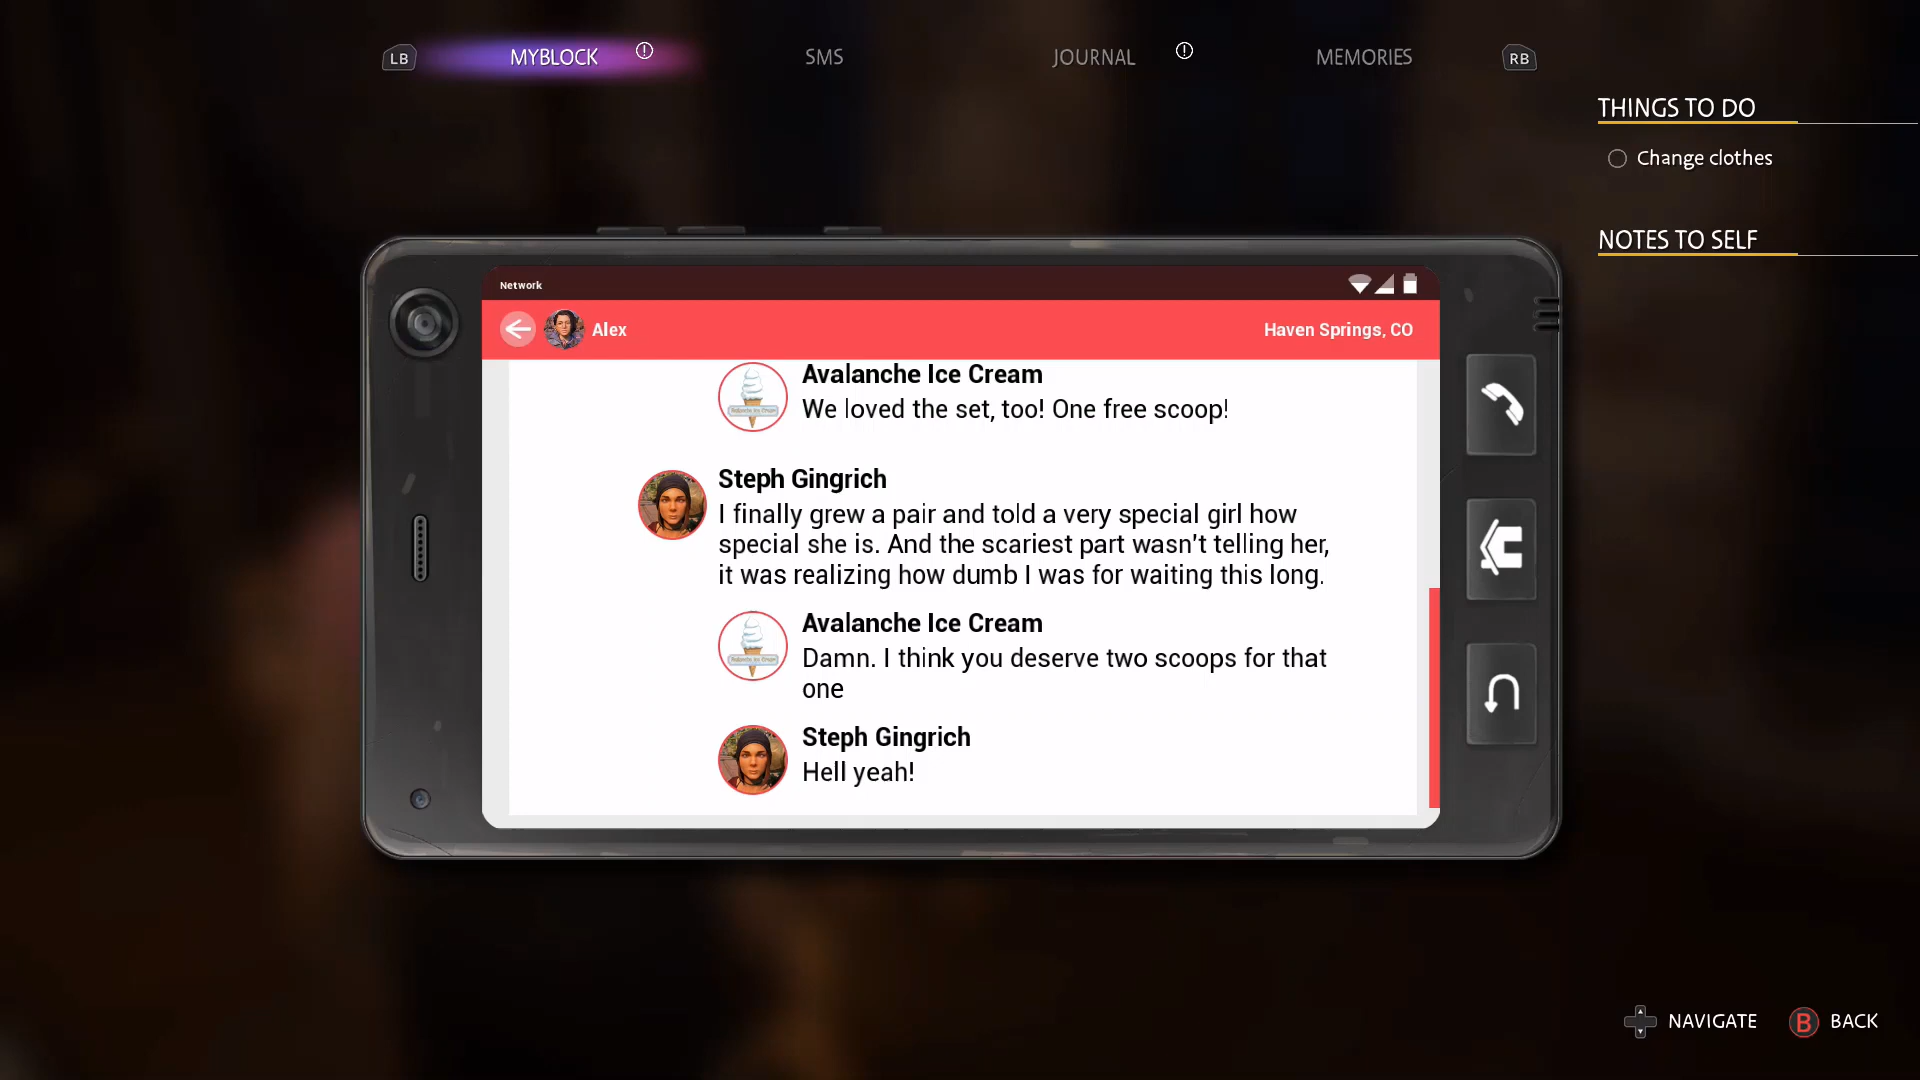 LB
MYBLOCK
SMS
JOURNAL
MEMORIES
RB
THINGS TO DO
Change clothes
NOTES TO SELF
Network
Alex
Haven Springs, CO
Avalanche Ice Cream
We loved the set, too! One free scoop!
Steph Gingrich
I finally grew a pair and told a very special girl how
special she is. And the scariest part wasn't telling her,
it was realizing how dumb I was for waiting this long.
Avalanche Ice Cream
Damn. I think you deserve two scoops for that
one
Steph Gingrich
Hell yeah!
NAVIGATE
B BACK